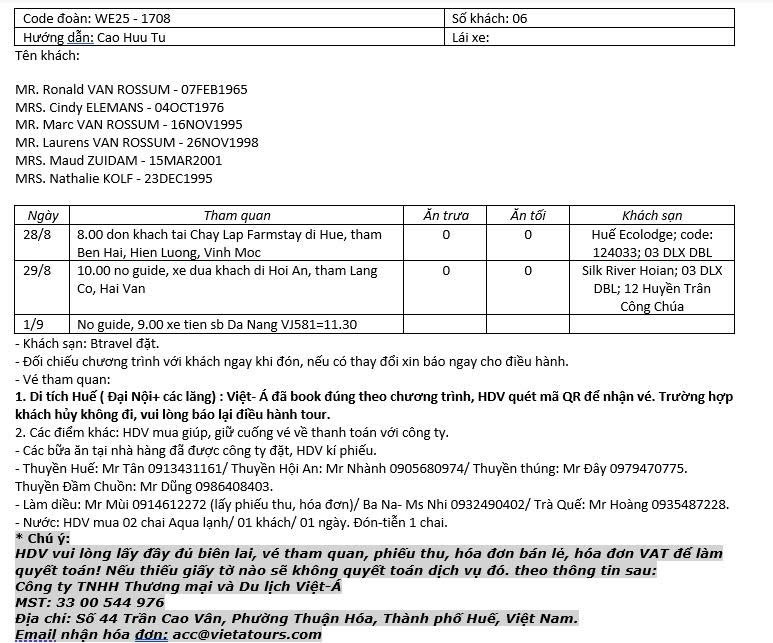 Code đoàn: WE25 - 1708 Số khách: 06
Hướng dẫn: Cao Huu Tu Lái xe:
Tên khách:
MR. Ronald VAN ROSSUM - 07FEB1965
MRS. Cindy ELEMANS - 04OCT1976
MR. Marc VAN ROSSUM - 16NOV1995
MR. Laurens VAN ROSSUM - 26NOV1998
MRS. Maud ZUIDAM - 15MAR2001
MRS. Nathalie KOLF - 23DEC1995
Ngày Tham quan Ăn trưa Ăn tối Khách sạn
28/8 8.00 don khach tai Chay Lap Farmstay di Hue, tham 0 0 Huế Ecolodge; code:
Ben Hai, Hien Luong, Vinh Moc 124033; 03 DLX DBL
29/8 10.00 no guide, xe dua khach di Hoi An, tham Lang 0 0 Silk River Hoian; 03 DLX
Co, Hai Van DBL; 12 Huyền Trân
Công Chúa
1/9 No guide, 9.00 xe tien sb Da Nang VJ581=11.30
- Khách sạn: Btravel đặt.
- Đối chiếu chương trình với khách ngay khi đón, nếu có thay đổi xin báo ngay cho điều hành.
- Vé tham quan:
1. Di tích Huế ( Đại Nội+ các lăng) : Việt- Á đã book đúng theo chương trình, HDV quét mã QR để nhận vé. Trường hợp
khách hủy không đi, vui lòng báo lại điều hành tour.
2. Các điểm khác: HDV mua giúp, giữ cuống vé về thanh toán với công ty.
- Các bữa ăn tại nhà hàng đã được công ty đặt, HDV kí phiếu.
- Thuyền Huế: Mr Tân 0913431161/ Thuyền Hội An: Mr Nhành 0905680974/ Thuyền thúng: Mr Đây 0979470775.
Thuyền Đầm Chuồn: Mr Dũng 0986408403.
- Làm diều: Mr Mùi 0914612272 (lấy phiếu thu, hóa đơn)/ Ba Na- Ms Nhi 0932490402/ Trà Quế: Mr Hoàng 0935487228.
- Nước: HDV mua 02 chai Aqua lạnh/ 01 khách/ 01 ngày. Đón-tiễn 1 chai.
* Chú ý:
HDV vui lòng lấy đầy đủ biên lai, vé tham quan, phiếu thu, hóa đơn bán lẻ, hóa đơn VAT để làm
quyết toán! Nếu thiếu giấy tờ nào sẽ không quyết toán dịch vụ đó. theo thông tin sau:
Công ty TNHH Thương mại và Du lịch Việt-Á
MST: 33 00 544 976
Địa chỉ: Số 44 Trần Cao Vân, Phường Thuận Hóa, Thành phố Huế, Việt Nam.
Email nhận hóa đơn: acc@vietatours.com